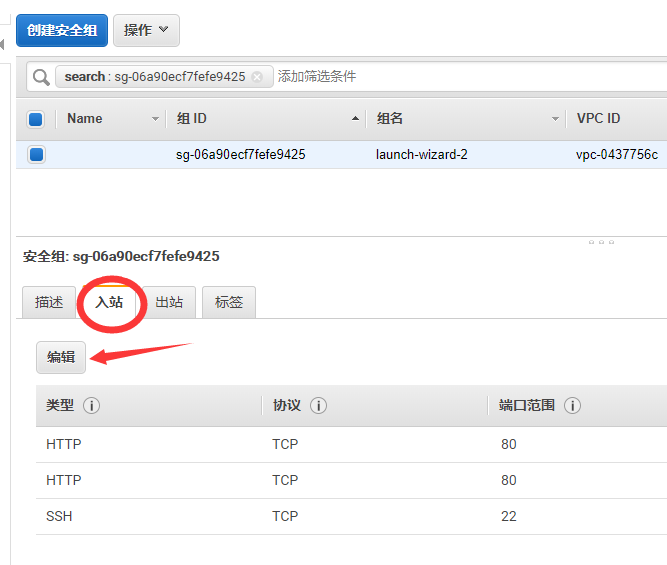 创建安全组 操作
search : sg-06a90ecf7fefe9425 添加筛选条件
Name 组 ID 组名 VPC ID
sg-06a90ecf7fefe9425 launch-wizard-2 vpc-0437756c
安全组: sg-06a90ecf7fefe9425
描述 入站 出站 标签
编辑
类型 协议 端口范围
HTTP TCP 80
HTTP TCP 80
SSH TCP 22